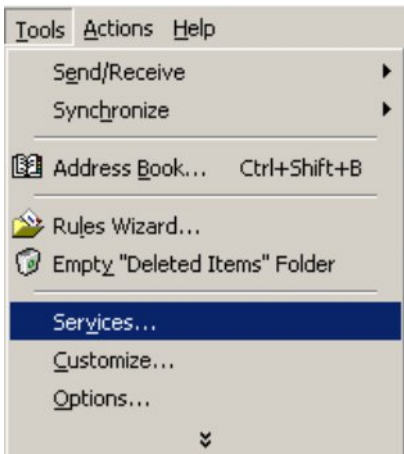 Tools Actions Help
Send/Receive
Synchronize
Address Book... Ctrl+Shift+B
Rules Wizard...
Empty "Deleted Items" Folder
Services...
Customize...
Options...